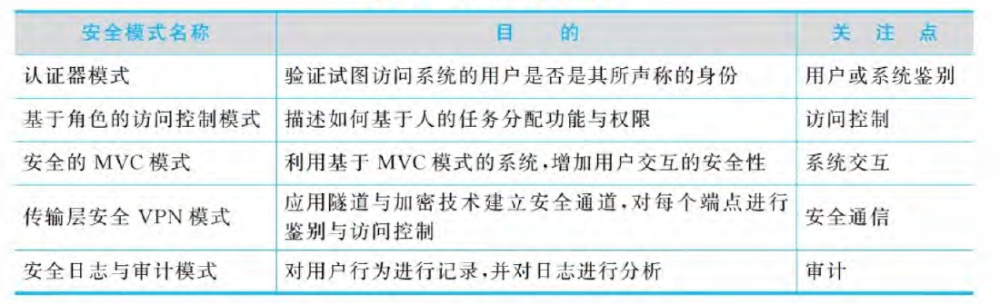 安全模式名称 目的 关注点
认证器模式 验证试图访问系统的用户是否是其所声称的身份 用户或系统鉴别
基于角色的访问控制模式 描述如何基于人的任务分配功能与权限 访问控制
安全的 MVC 模式 利用基于 MVC 模式的系统,增加用户交互的安全性 系统交互
传输层安全 VPN 模式 应用隧道与加密技术建立安全通道,对每个端点进行 安全通信
鉴别与访问控制
安全日志与审计模式 对用户行为进行记录,并对日志进行分析 审计